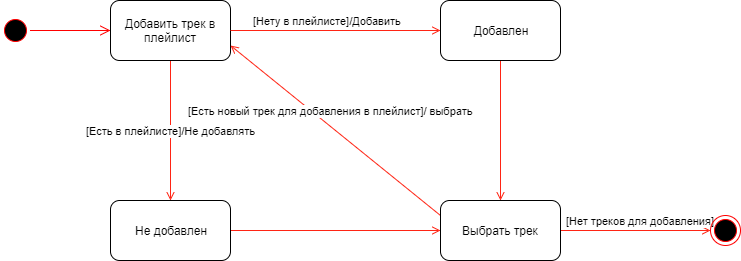 Добавить трек в
плейлист
[Нету в плейлисте]/Добавить
Добавлен
[Есть новый трек для добавления в плейлист]/ выбрать
[Есть в плейлисте]/Не добавлять
Не добавлен
Выбрать трек
[Нет треков для добавления]